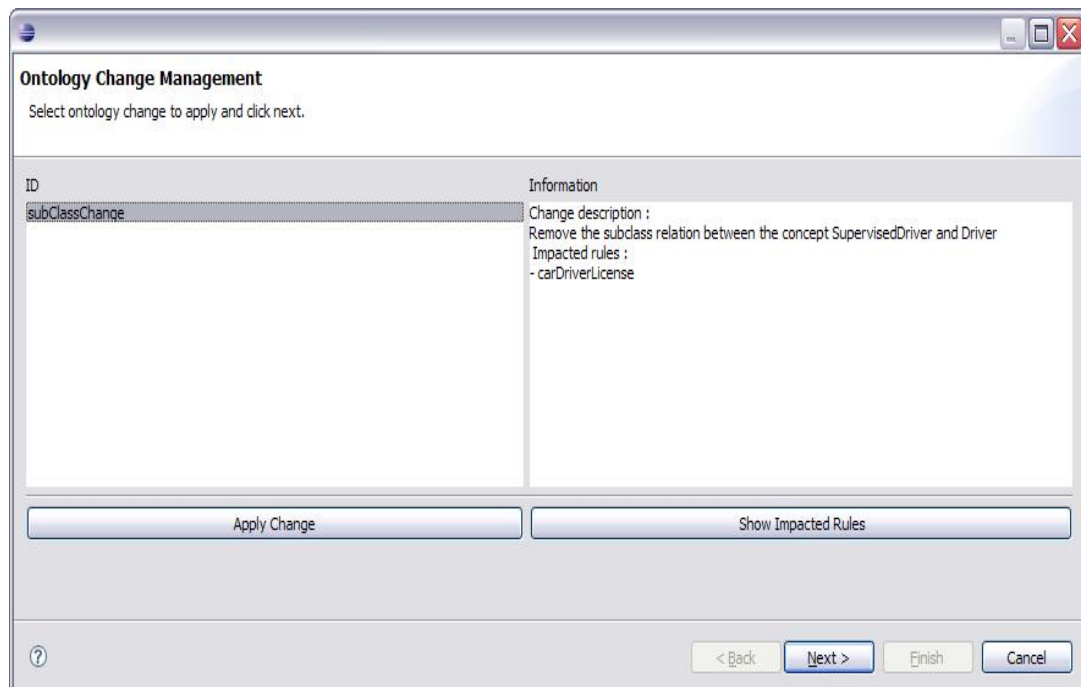 Ontology Change Management
Select ontology change to apply and click next.
ID
subClassChange
Information
Change description :
Remove the subclass relation between the concept SupervisedDriver and Driver
Impacted rules :
- carDriverLicense
Apply Change
Show Impacted Rules
?
< Back
Next >
Finish
Cancel